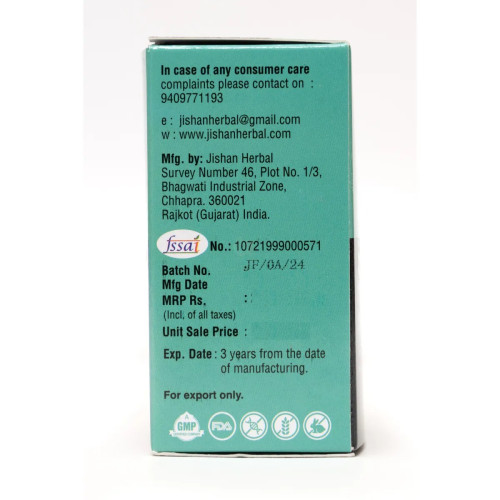 In case of any consumer care
complaints please contact on :
9409771193
e : jishanherbal@gmail.com
w : www.jishanherbal.com
Mfg. by: Jishan Herbal
Survey Number 46, Plot No. 1/3,
Bhagwati Industrial Zone,
Chhapra. 360021
Rajkot (Gujarat) India.
fssai No.: 10721999000571
Batch No. JF/0A/24
Mfg Date
MRP Rs. :
(Incl. of all taxes)
Unit Sale Price :
Exp. Date : 3 years from the date
of manufacturing.
For export only.
GMP FDA